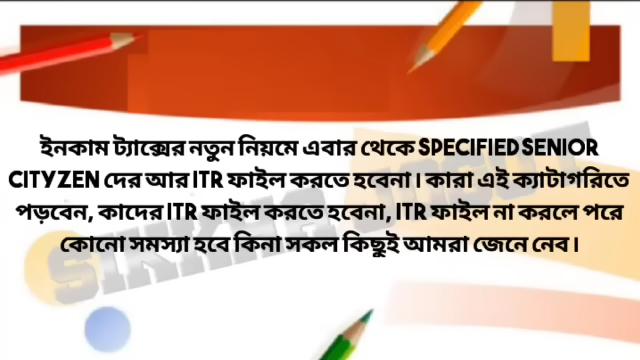 ইনকাম ট্যাক্সের নতুন নিয়মে এবার থেকে SPECIFIED SENIOR
CITYZEN দের আর ITR ফাইল করতে হবেনা। কারা এই ক্যাটাগরিতে
পড়বেন, কাদের ITR ফাইল করতে হবেনা, ITR ফাইল না করলে পরে
কোনো সমস্যা হবে কিনা সকল কিছুই আমরা জেনে নেব।